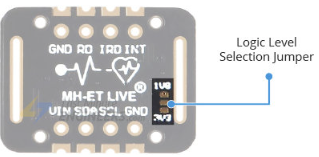 GND RD IRD INT
Logic Level
Selection Jumper
MH-ET LIVE®
1V8
VIN SDA SCL GND
3V3